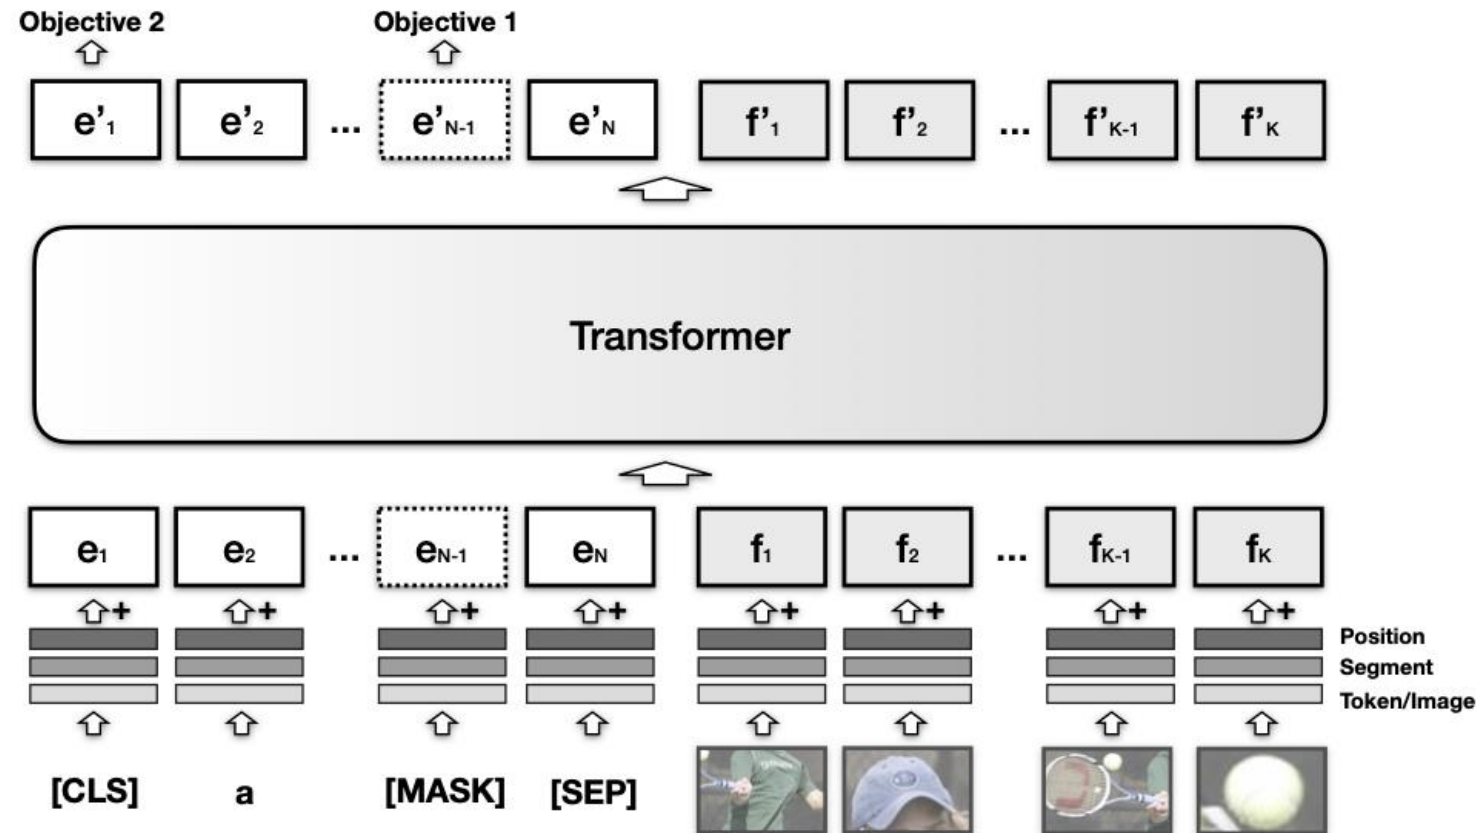 Objective 2 Objective 1
e'1 e'2 ... e'N-1 e'N f'1 f'2 ... f'K-1 f'K
Transformer
e1 e2 ... eN-1 eN f1 f2 ... fK-1 fK
+ + + + + + + +
Position
Segment
Token/Image
[CLS] a [MASK] [SEP]